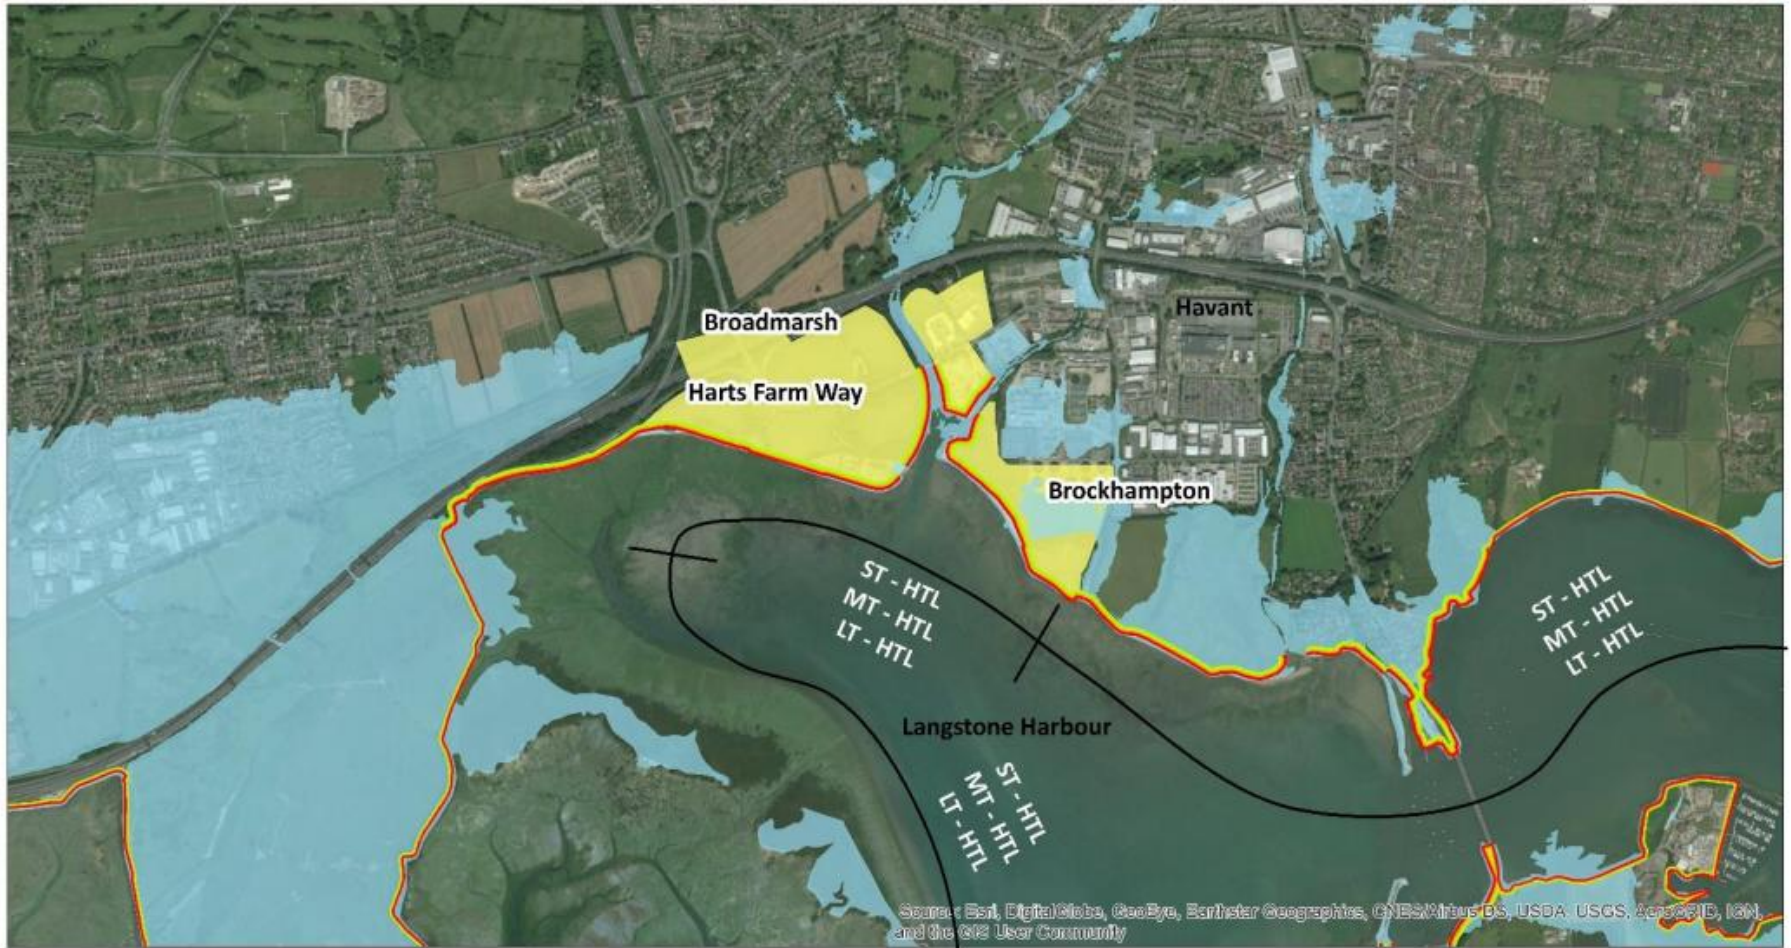 Havant
Broadmarsh
Harts Farm Way
Brockhampton
ST - HTL
MT - HTL
LT - HTL
ST - HTL
MT - HTL
LT - HTL
Langstone Harbour
ST - HTL
MT - HTL
LT - HTL
Source: Esri, DigitalGlobe, GeoEye, Earthstar Geographics, CNES/Airbus DS, USDA, USGS, AeroGRID, IGN,
and the GIS User Community